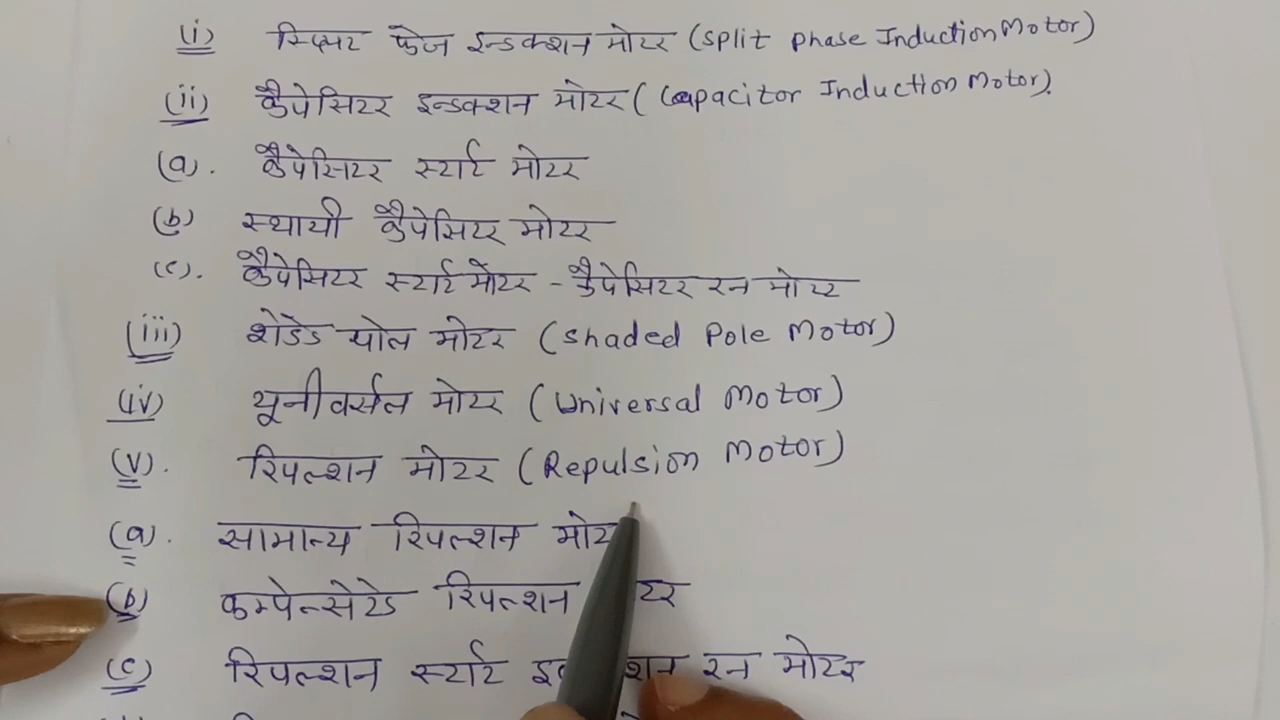 (i) स्प्लिट फेज इन्डक्शन मोटर (Split Phase Induction Motor)
(ii) कैपेसिटर इन्डक्शन मोटर (Capacitor Induction Motor).
(a). कैपेसिटर स्टार्ट मोटर
(b) स्थायी कैपेसिटर मोटर
(c). कैपेसिटर स्टार्ट मोटर - कैपेसिटर रन मोटर
(iii) शेडेड पोल मोटर (Shaded Pole Motor)
(iv) यूनीवर्सल मोटर (Universal Motor)
(v). रिपल्शन मोटर (Repulsion Motor)
(a). सामान्य रिपल्शन
(b) कम्पेन्सेटेड रिपल्शन
(c) रिपल्शन स्टार्ट रन मोटर